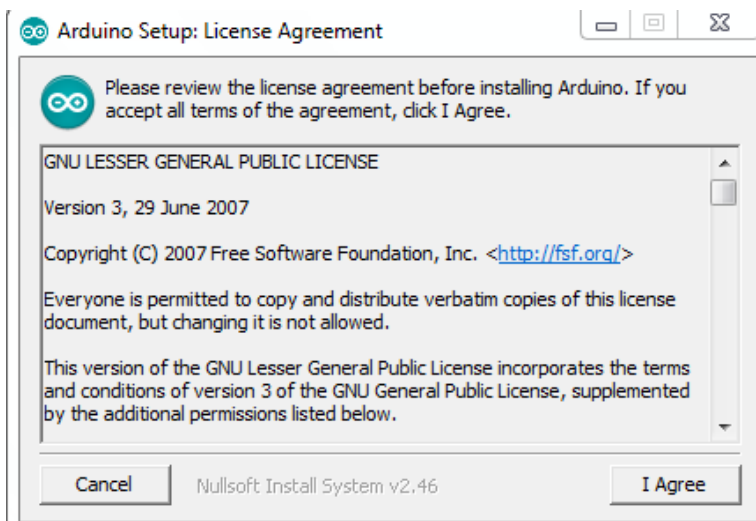 Arduino Setup: License Agreement
Please review the license agreement before installing Arduino. If you
accept all terms of the agreement, click I Agree.
GNU LESSER GENERAL PUBLIC LICENSE
Version 3, 29 June 2007
Copyright (C) 2007 Free Software Foundation, Inc. <http://fsf.org/>
Everyone is permitted to copy and distribute verbatim copies of this license
document, but changing it is not allowed.
This version of the GNU Lesser General Public License incorporates the terms
and conditions of version 3 of the GNU General Public License, supplemented
by the additional permissions listed below.
Cancel
Nullsoft Install System v2.46
I Agree